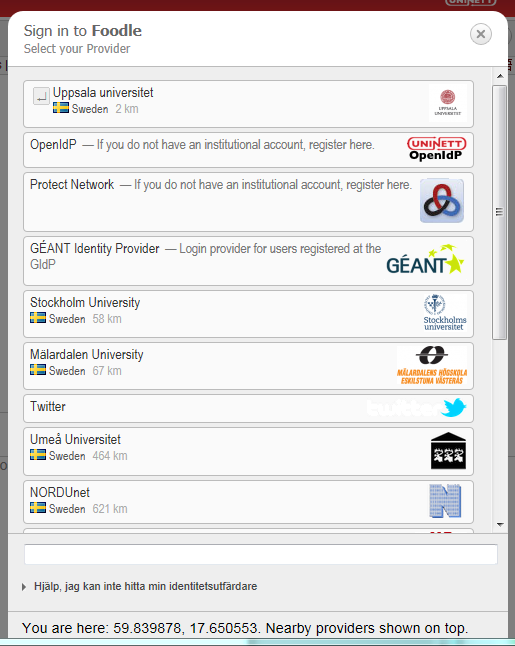 UNINETT
Sign in to Foodle
Select your Provider
Uppsala universitet
Sweden 2 km
UPPSALA
UNIVERSITET
OpenIdP — If you do not have an institutional account, register here.
UNINETT
OpenIdP
Protect Network — If you do not have an institutional account, register here.
GÉANT Identity Provider — Login provider for users registered at the
GIdP
GÉANT
Stockholm University
Sweden 58 km
Stockholms
universitet
Mälardalen University
Sweden 67 km
MÄLARDALENS HÖGSKOLA
ESKILSTUNA VÄSTERÅS
Twitter
twitter
Umeå Universitet
Sweden 464 km
NORDUnet
Sweden 621 km
N
Hjälp, jag kan inte hitta min identitetsutfärdare
You are here: 59.839878, 17.650553. Nearby providers shown on top.